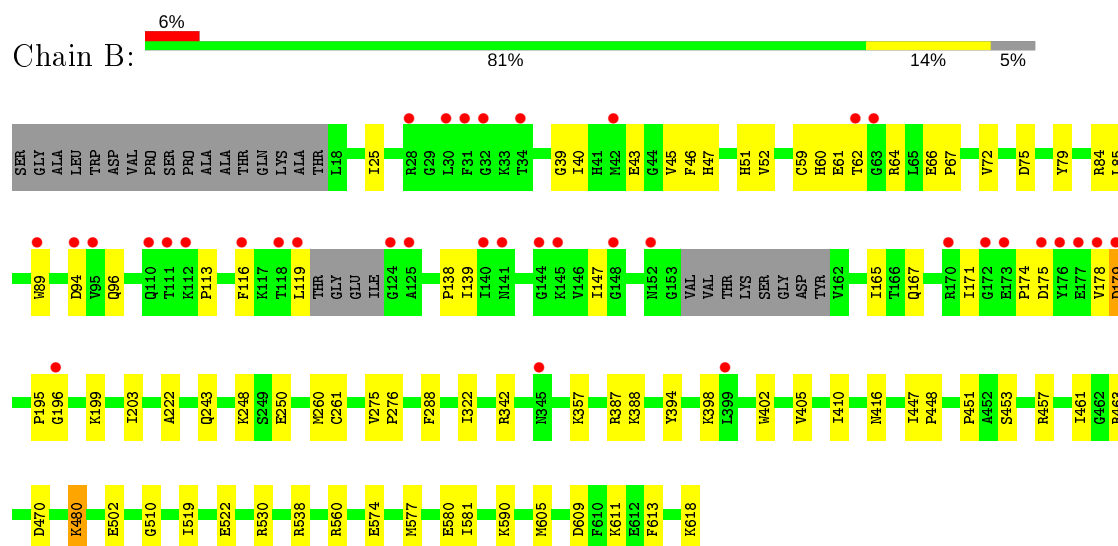 6%
Chain B:
81% 14% 5%
SER GLY ALA LEU TRP ASP VAL PRO SER PRO ALA ALA THR GLN LYS ALA THR L18 I25 R28 G29 L30 F31 G32 K33 T34 G39 I40 H41 M42 E43 G44 V45 F46 H47 H51 V52 C59 H60 E61 T62 G63 R64 L65 E66 P67 V72 D75 Y79 R84 L85
W89 D94 V95 Q96 Q110 T111 K112 P113 F116 K117 T118 L119 THR GLY GLU ILE G124 A125 P138 I139 I140 N141 G144 K145 V146 I147 G148 N152 G153 VAL VAL THR LYS SER GLY ASP TYR V162 I165 T166 Q167 R170 I171 G172 E173 P174 D175 Y176 E177 V178 D179
P195 G196 K199 I203 A222 Q243 K248 S249 E250 M260 C261 V275 P276 F288 I322 R342 N345 K357 R387 K388 Y394 K398 L399 W402 V405 I410 N416 I447 P448 P451 A452 S453 R457 I461 G462
D470 K480 E502 G510 I519 E522 R530 R538 R560 E574 M577 E580 I581 K590 M605 D609 F610 K611 E612 F613 K618